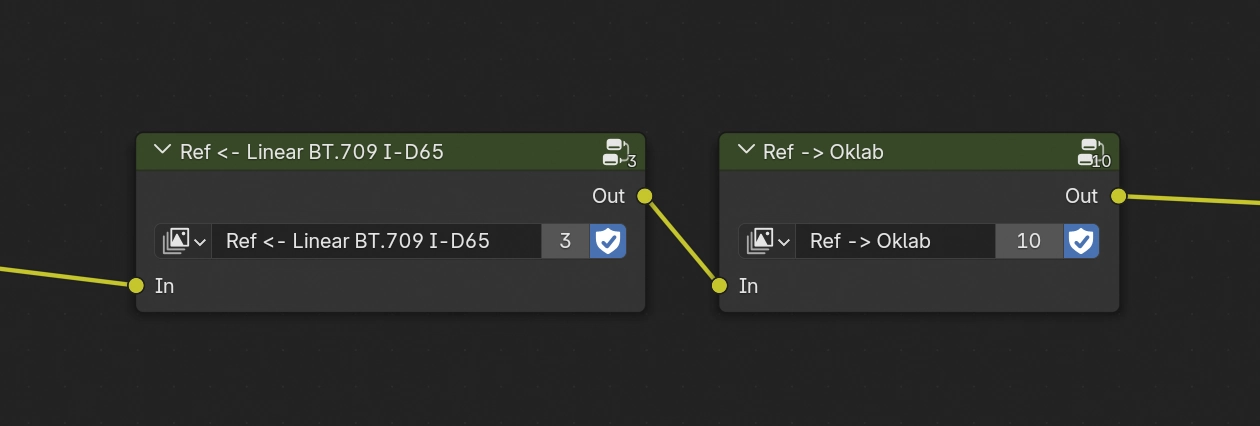 Ref <- Linear BT.709 I-D65
3
Out
Ref <- Linear BT.709 I-D65
3
In
Ref -> Oklab
10
Out
Ref -> Oklab
10
In